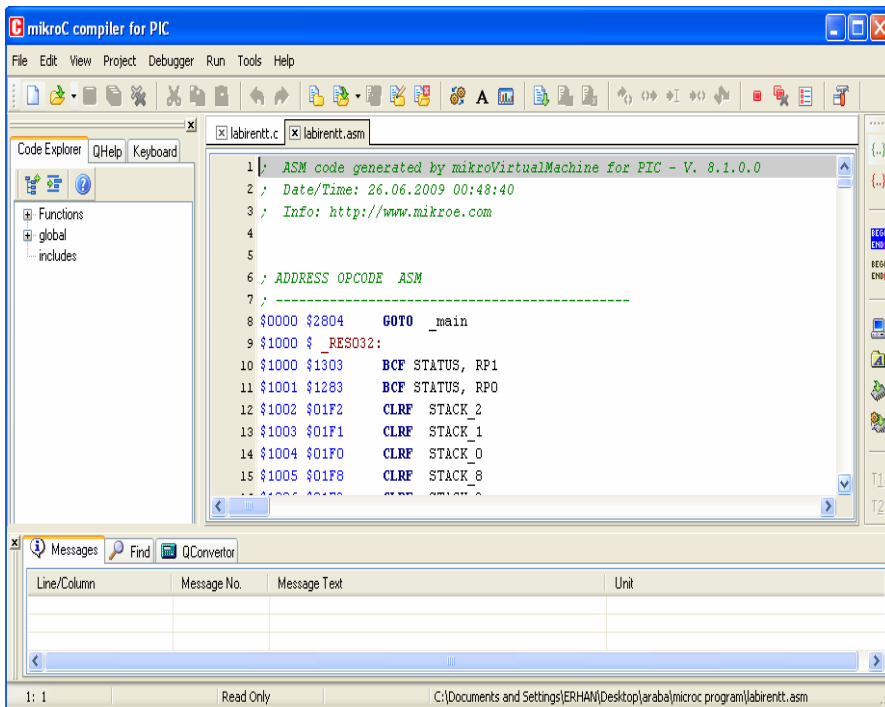 mikroC compiler for PIC
File Edit View Project Debugger Run Tools Help
Code Explorer QHelp Keyboard
Functions
global
includes
labirentt.c labirentt.asm
1 ; ASM code generated by mikroVirtualMachine for PIC - V. 8.1.0.0
2 ; Date/Time: 26.06.2009 00:48:40
3 ; Info: http://www.mikroe.com
4
5
6 ; ADDRESS OPCODE ASM
7 ; ----------------------------------------------
8 $0000 $2804 GOTO _main
9 $1000 $ _RESO32:
10 $1000 $1303 BCF STATUS, RP1
11 $1001 $1283 BCF STATUS, RP0
12 $1002 $01F2 CLRF STACK_2
13 $1003 $01F1 CLRF STACK_1
14 $1004 $01F0 CLRF STACK_0
15 $1005 $01F8 CLRF STACK_8
Messages Find QConvertor
Line/Column Message No. Message Text Unit
1: 1 Read Only C:\Documents and Settings\ERHAN\Desktop\araba\microc program\labirentt.asm